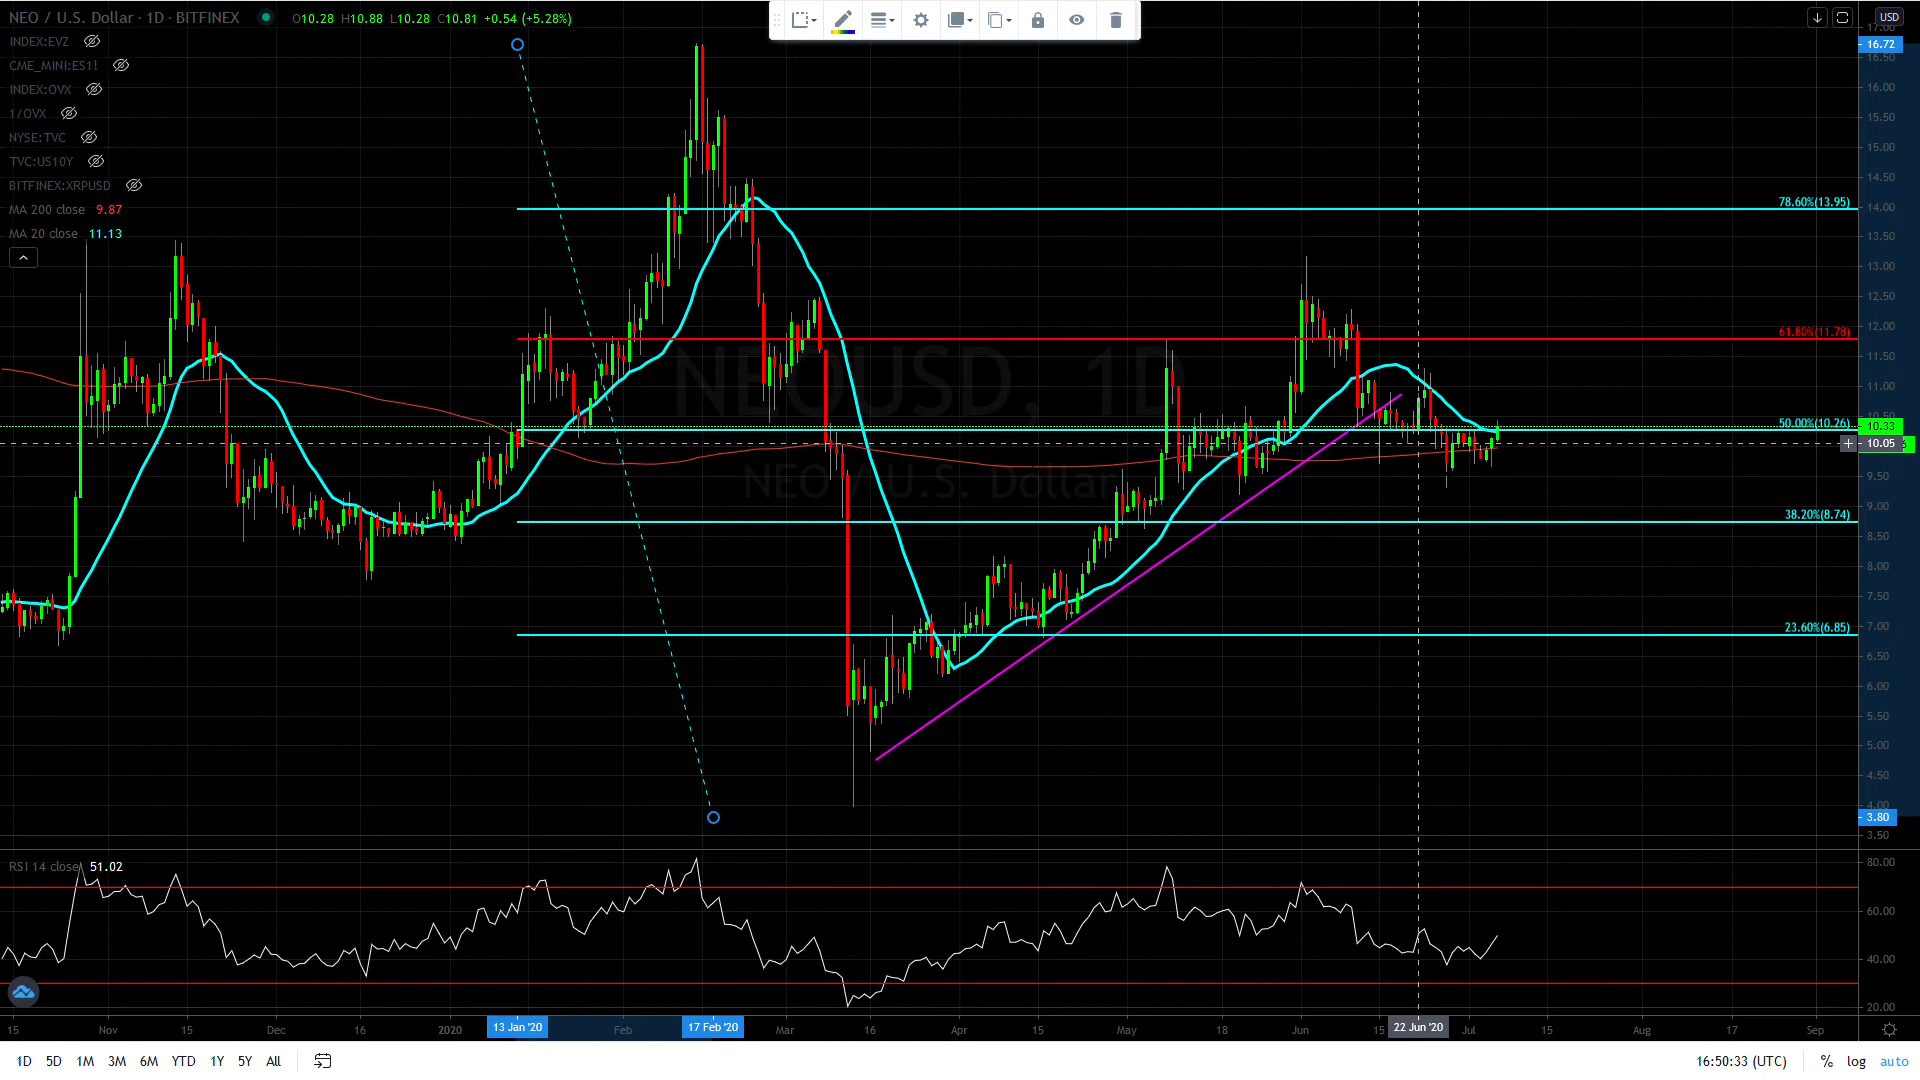 NEO / U.S. Dollar · 1D · BITFINEX O10.28 H10.88 L10.28 C10.81 +0.54 (+5.28%)
INDEX:EVZ
CME_MINI:ES1!
INDEX:OVX
1/OVX
NYSE:TVC
TVC:US10Y
BITFINEX:XRPUSD
MA 200 close 9.87
MA 20 close 11.13
NEOUSD, 1D
NEO / U.S. Dollar
78.60%(13.95)
61.80%(11.78)
50.00%(10.26)
38.20%(8.74)
23.60%(6.85)
USD
17.00
16.72
16.50
16.00
15.50
15.00
14.50
14.00
13.50
13.00
12.50
12.00
11.50
11.00
10.50
10.33
10.05
9.50
9.00
8.50
8.00
7.50
7.00
6.50
6.00
5.50
5.00
4.50
4.00
3.80
3.50
RSI 14 close 51.02
80.00
60.00
40.00
20.00
15 Nov 15 Dec 16 2020 13 Jan '20 Feb 17 Feb '20 Mar 16 Apr 15 May 18 Jun 15 22 Jun '20 Jul 15 Aug 17 Sep
1D 5D 1M 3M 6M YTD 1Y 5Y All 16:50:33 (UTC) % log auto